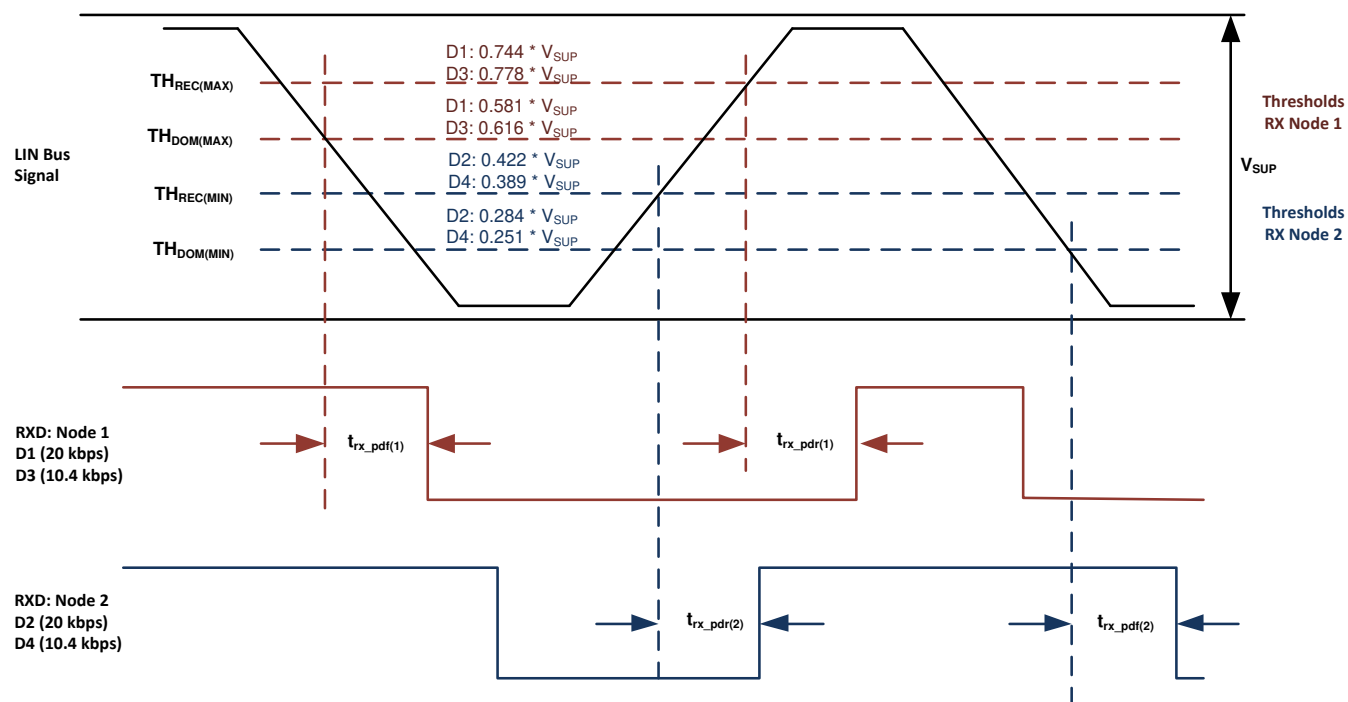 D1: 0.744 * VSUP
D3: 0.778 * VSUP
THREC(MAX)
D1: 0.581 * VSUP
D3: 0.616 * VSUP
THDOM(MAX)
Thresholds
RX Node 1
LIN Bus
Signal
D2: 0.422 * VSUP
D4: 0.389 * VSUP
THREC(MIN)
VSUP
D2: 0.284 * VSUP
D4: 0.251 * VSUP
THDOM(MIN)
Thresholds
RX Node 2
RXD: Node 1
D1 (20 kbps)
D3 (10.4 kbps)
trx_pdf(1)
trx_pdr(1)
RXD: Node 2
D2 (20 kbps)
D4 (10.4 kbps)
trx_pdr(2)
trx_pdf(2)